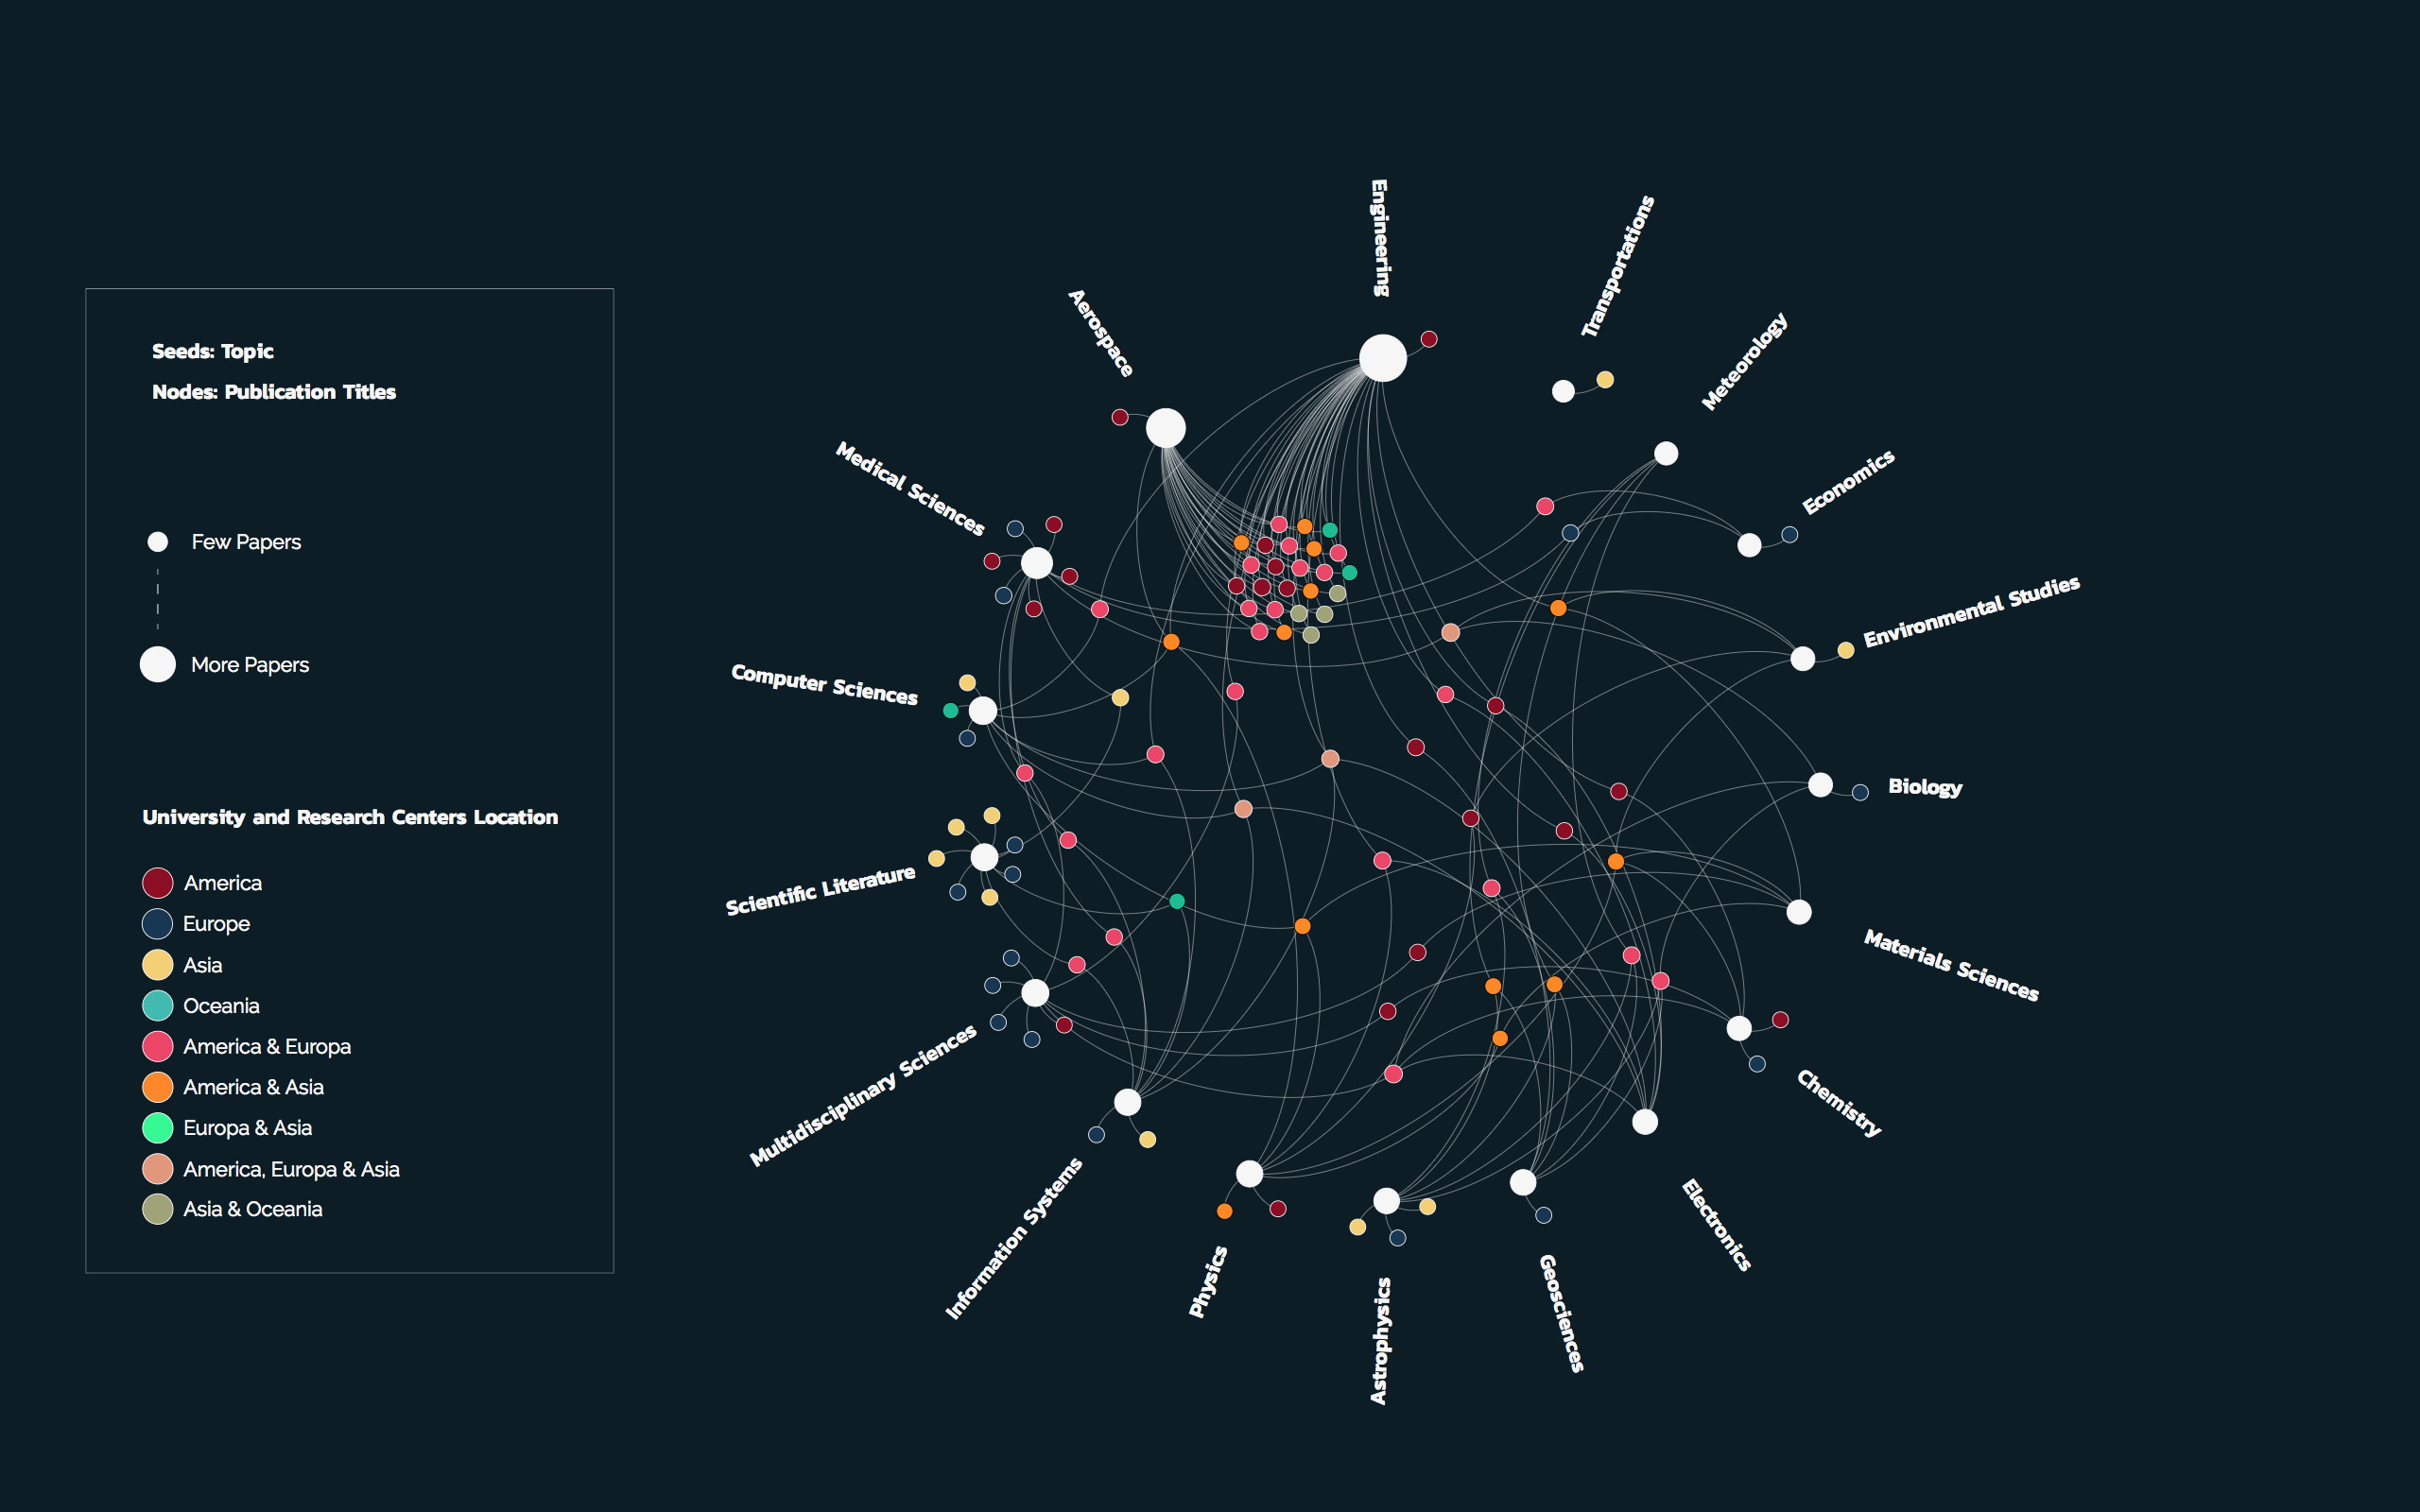 Seeds: Topic
Nodes: Publication Titles
Few Papers
More Papers
University and Research Centers Location
America
Europe
Asia
Oceania
America & Europa
America & Asia
Europa & Asia
America, Europa & Asia
Asia & Oceania
Engineering
Transportations
Meteorology
Economics
Environmental Studies
Biology
Materials Sciences
Chemistry
Electronics
Geosciences
Astrophysics
Physics
Information Systems
Multidisciplinary Sciences
Scientific Literature
Computer Sciences
Medical Sciences
Aerospace